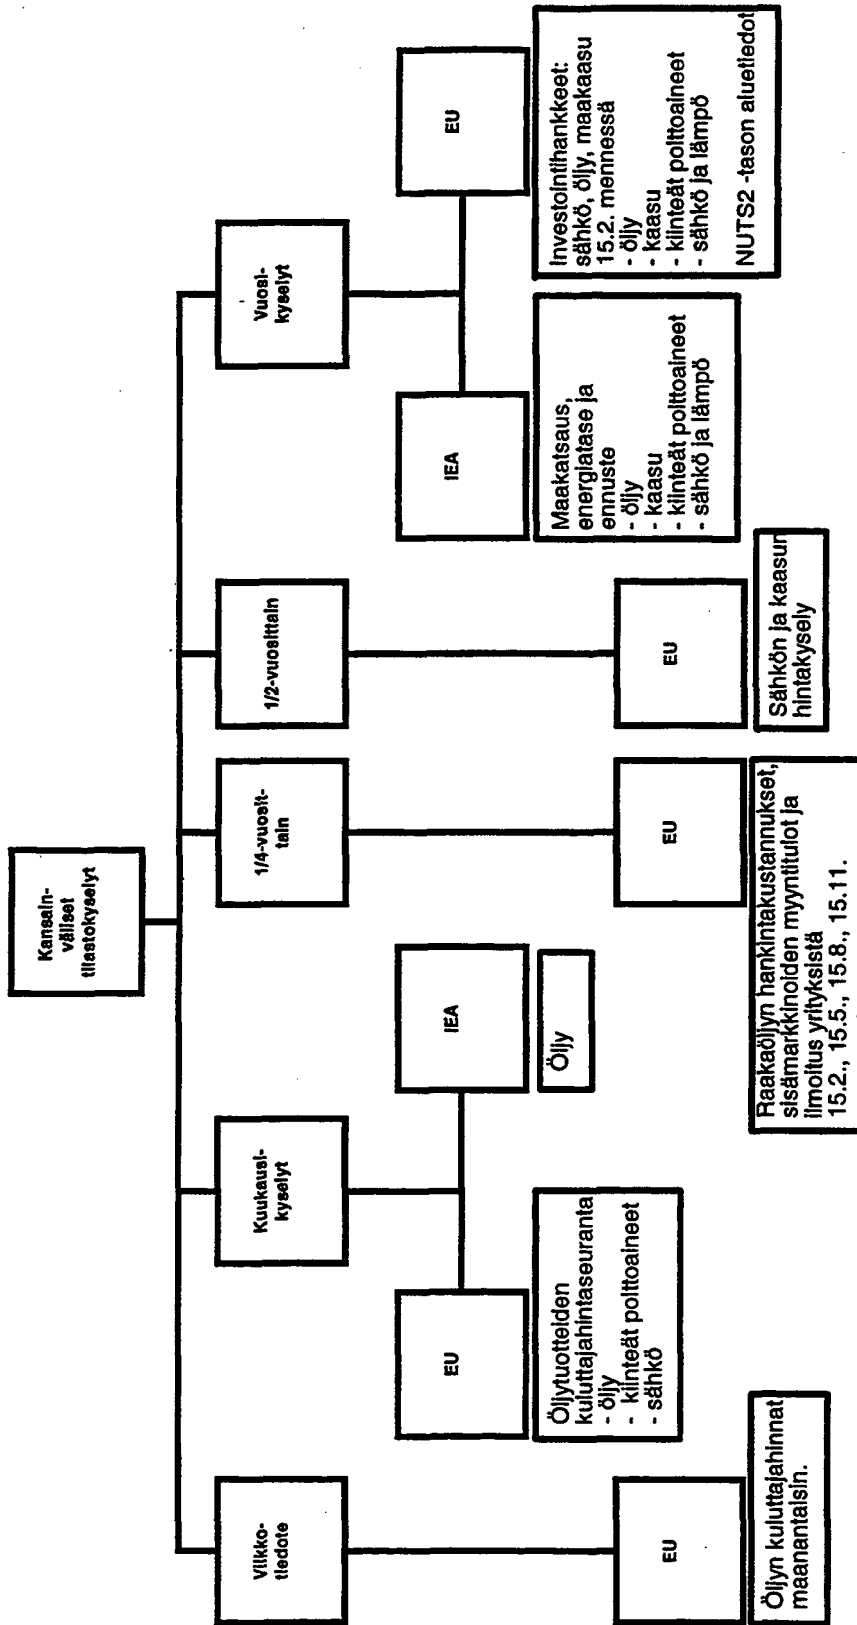 Kansain-
väliset
tilastokyselyt
Viikko-
tiedote
EU
Öljyn kuluttajahinnat
maanantaisin.
Kuukausi-
kyselyt
EU
Öljytuotteiden
kuluttajahintaseuranta
- öljy
- kiinteät polttoaineet
- sähkö
IEA
Öljy
1/4-vuosit-
tain
EU
Raakaöljyn hankintakustannukset,
sisämarkkinoiden myyntitulot ja
ilmoitus yrityksistä
15.2., 15.5., 15.8., 15.11.
1/2-vuosittain
EU
Sähkön ja kaasun
hintakysely
Vuosi-
kyselyt
IEA
Maakatsaus,
energiatase ja
ennuste
- öljy
- kaasu
- kiinteät polttoaineet
- sähkö ja lämpö
EU
Investointihankkeet:
sähkö, öljy, maakaasu
15.2. mennessä
- öljy
- kaasu
- kiinteät polttoaineet
- sähkö ja lämpö
NUTS2 -tason aluetiedot